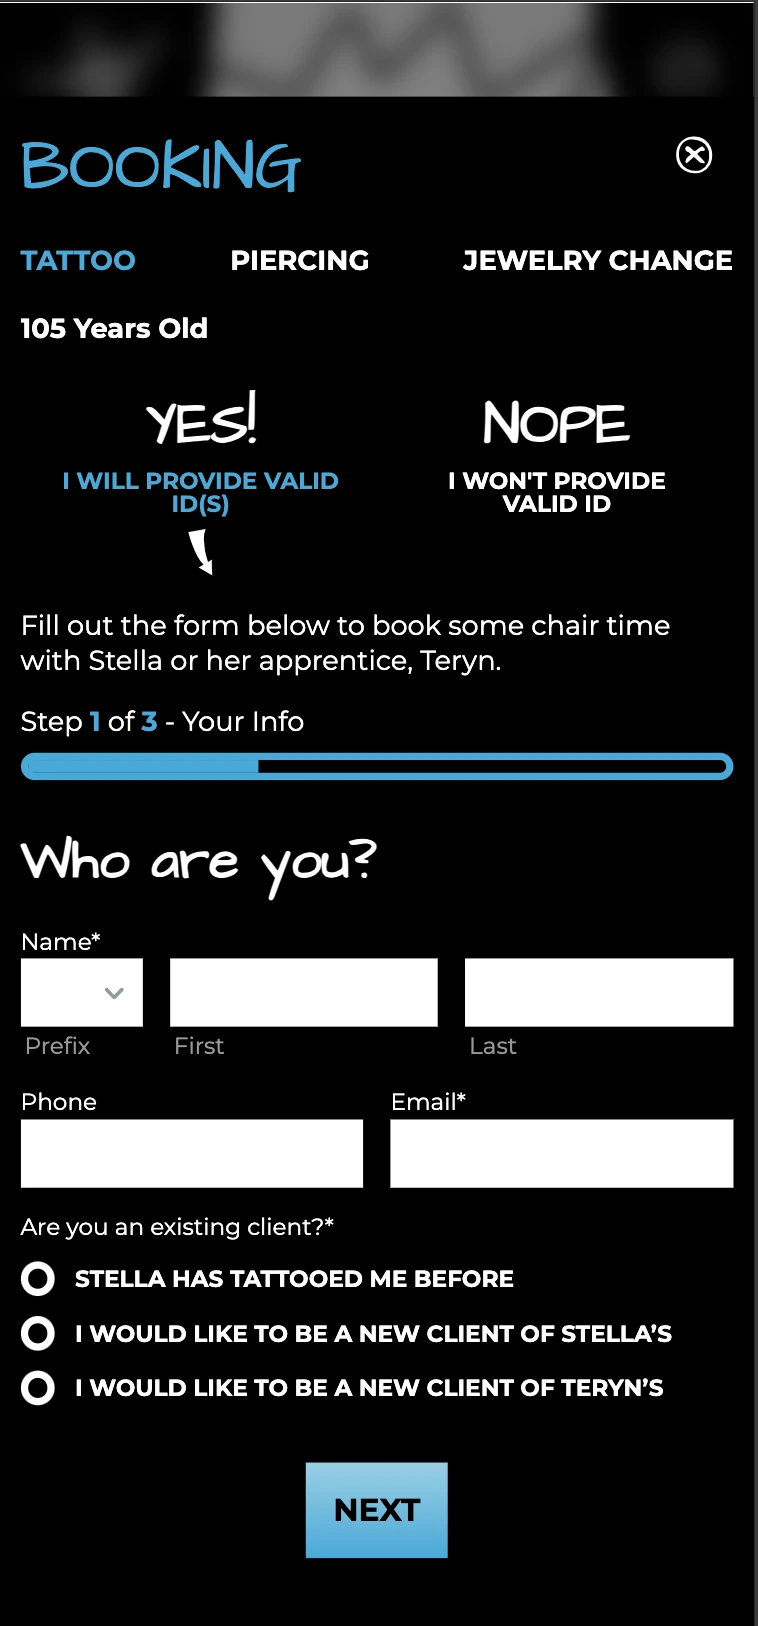 BOOKING
TATTOO PIERCING JEWELRY CHANGE
105 Years Old
YES! NOPE
I WILL PROVIDE VALID ID(S)
I WON'T PROVIDE VALID ID
Fill out the form below to book some chair time
with Stella or her apprentice, Teryn.
Step 1 of 3 - Your Info
Who are you?
Name*
Prefix First Last
Phone Email*
Are you an existing client?*
STELLA HAS TATTOOED ME BEFORE
I WOULD LIKE TO BE A NEW CLIENT OF STELLA’S
I WOULD LIKE TO BE A NEW CLIENT OF TERYN’S
NEXT